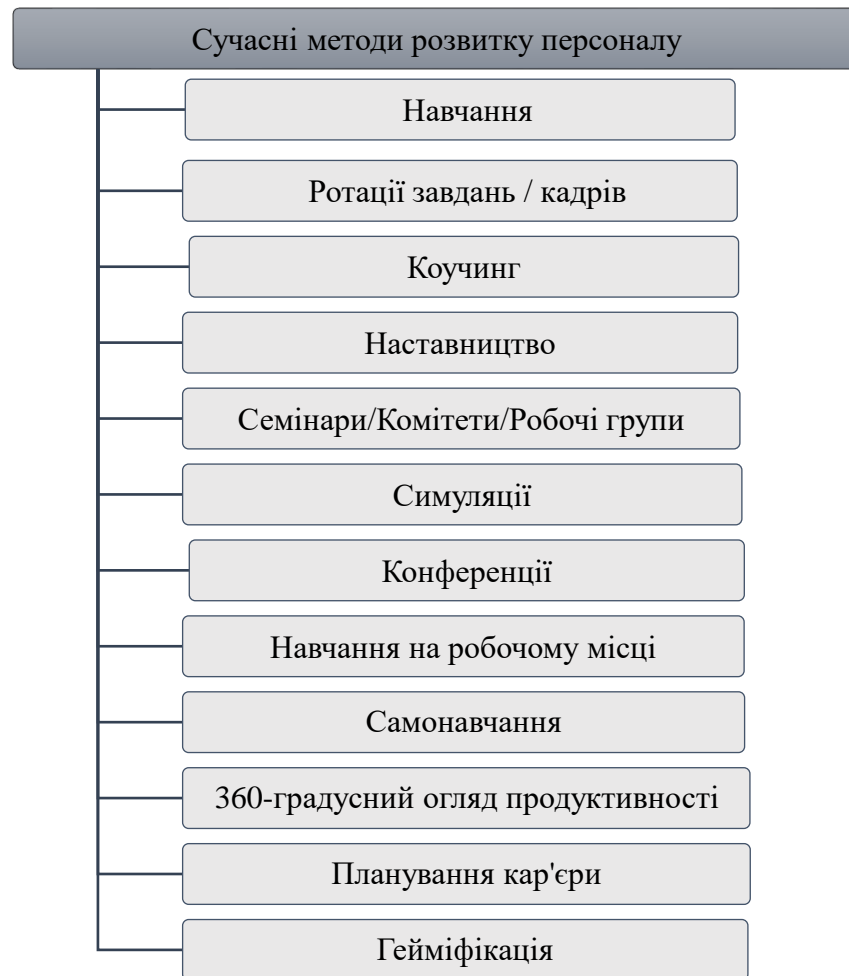 Сучасні методи розвитку персоналу
Навчання
Ротації завдань / кадрів
Коучинг
Наставництво
Семінари/Комітети/Робочі групи
Симуляції
Конференції
Навчання на робочому місці
Самонавчання
360-градусний огляд продуктивності
Планування кар'єри
Гейміфікація